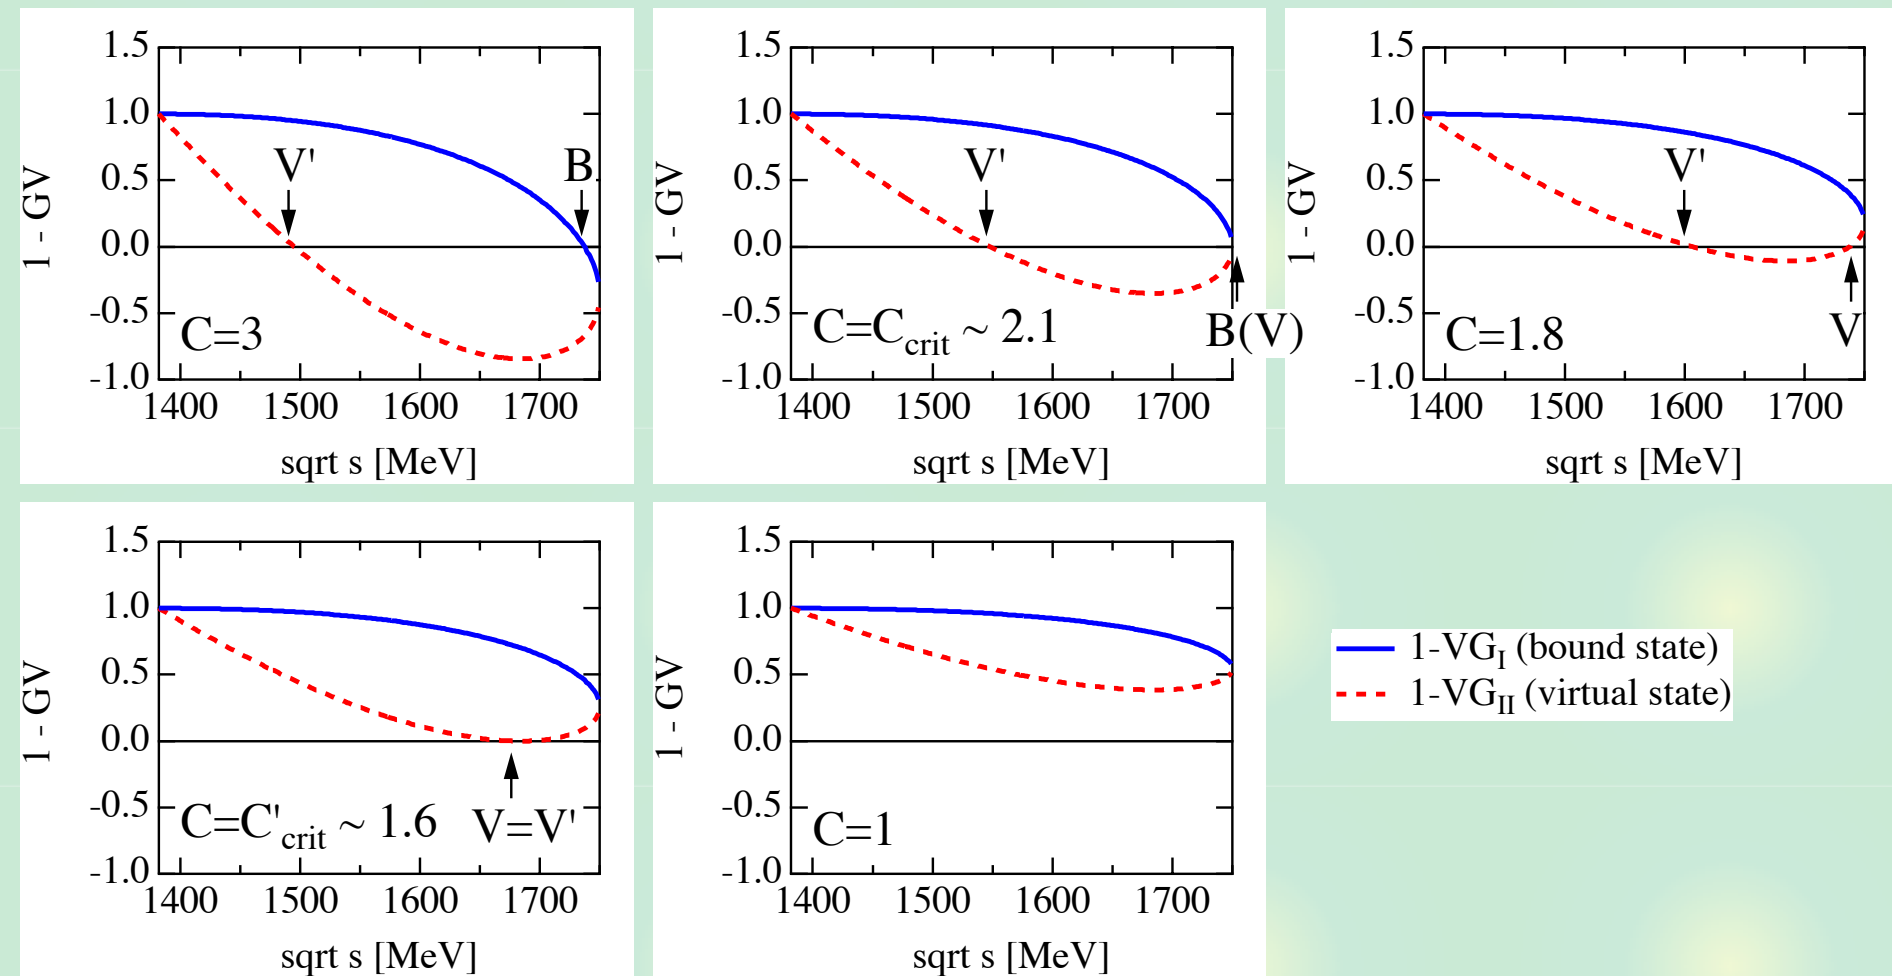 1.5
1.0
0.5
0.0
-0.5
-1.0
1 - GV
V'
B
C=3
1400 1500 1600 1700
sqrt s [MeV]
1.5
1.0
0.5
0.0
-0.5
-1.0
1 - GV
V'
C=C_crit ~ 2.1
B(V)
1400 1500 1600 1700
sqrt s [MeV]
1.5
1.0
0.5
0.0
-0.5
-1.0
1 - GV
V'
C=1.8
V
1400 1500 1600 1700
sqrt s [MeV]
1.5
1.0
0.5
0.0
-0.5
-1.0
1 - GV
C=C'_crit ~ 1.6
V=V'
1400 1500 1600 1700
sqrt s [MeV]
1.5
1.0
0.5
0.0
-0.5
-1.0
1 - GV
C=1
1400 1500 1600 1700
sqrt s [MeV]
1-VG_I (bound state)
1-VG_II (virtual state)